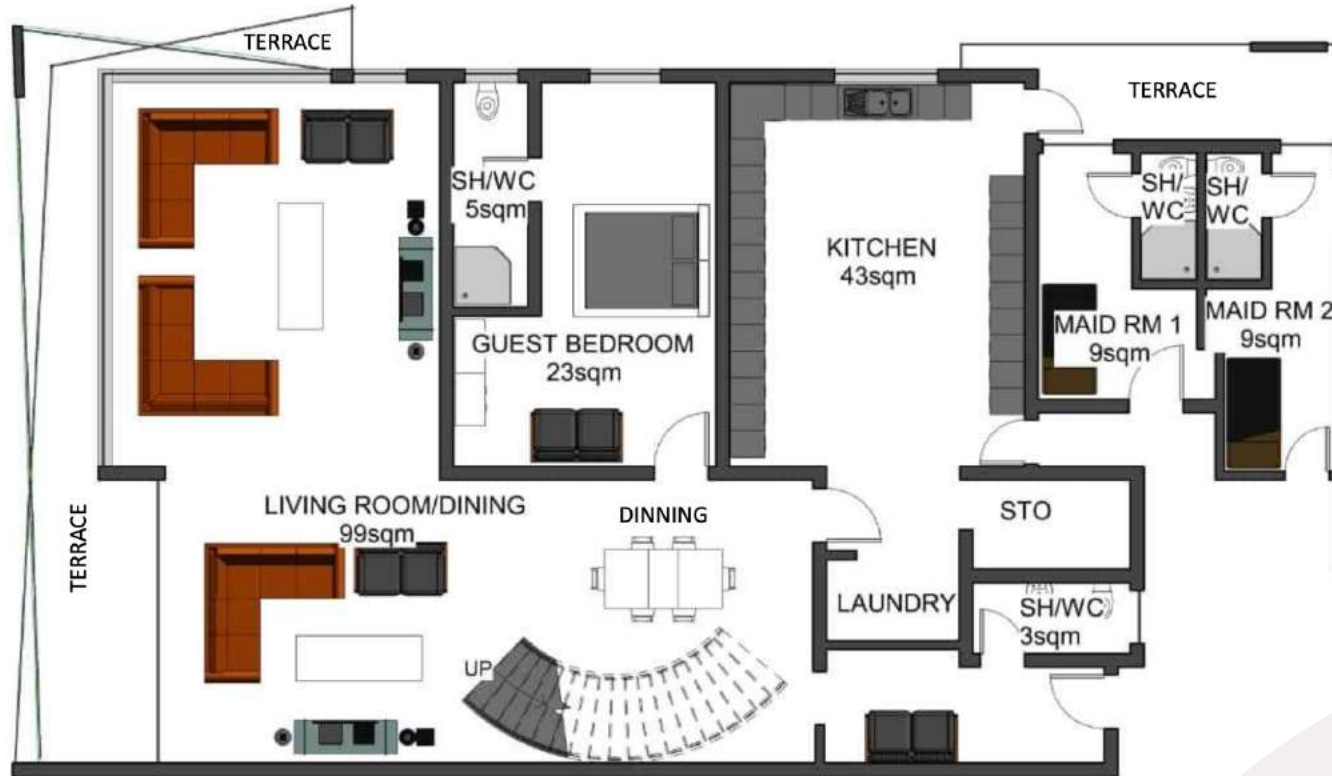 TERRACE
TERRACE
SH/WC
5sqm
SH/
WC
SH/
WC
KITCHEN
43sqm
MAID RM 1
9sqm
MAID RM 2
9sqm
GUEST BEDROOM
23sqm
LIVING ROOM/DINING
99sqm
DINNING
STO
TERRACE
LAUNDRY
SH/WC
3sqm
UP